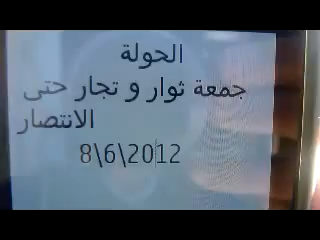 الحولة
جمعة ثوار و تجار حتى
الانتصار
8\6\2012